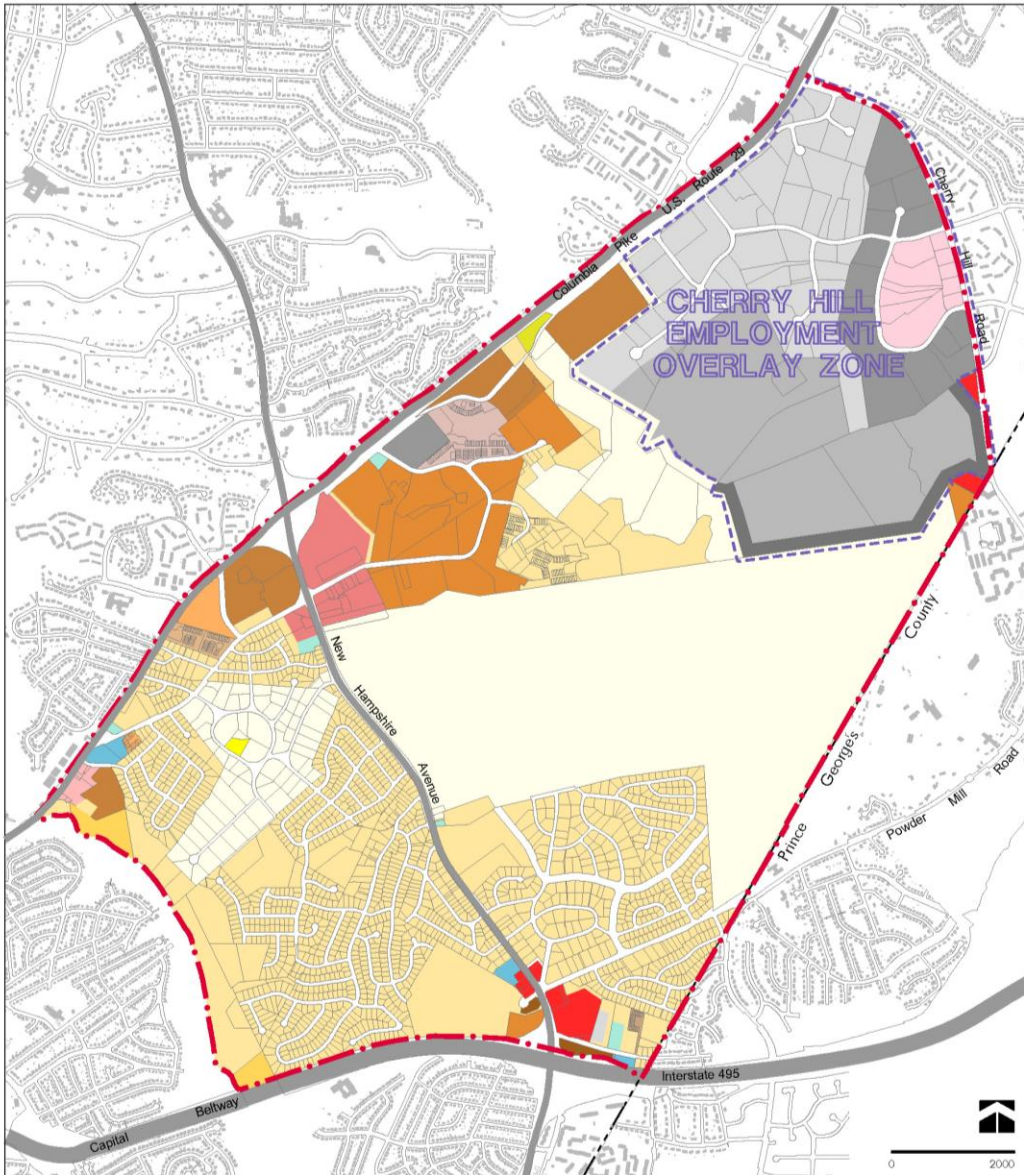 Columbia Pike U.S. Route 29
Cherry Hill Road
CHERRY HILL
EMPLOYMENT
OVERLAY ZONE
New Hampshire Avenue
Prince George's County
Powder Mill Road
Interstate 495
Capital Beltway
0 2000